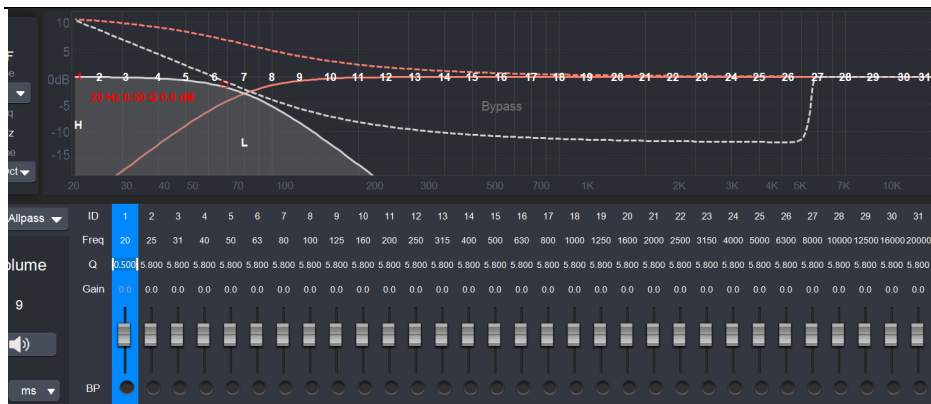 10
F
5
0dB
1 2 3 4 5 6 7 8 9 10 11 12 13 14 15 16 17 18 19 20 21 22 23 24 25 26 27 28 29 30 31
20 Hz 0.50 Q 0.0 dB
-5
Bypass
q
H
z
-10
L
-15
Oct
20 30 40 50 70 100 200 300 500 700 1K 2K 3K 4K 5K 7K 10K
Allpass
ID 1 2 3 4 5 6 7 8 9 10 11 12 13 14 15 16 17 18 19 20 21 22 23 24 25 26 27 28 29 30 31
Freq 20 25 31 40 50 63 80 100 125 160 200 250 315 400 500 630 800 1000 1250 1600 2000 2500 3150 4000 5000 6300 8000 10000 12500 16000 20000
olume
Q 0.500 5.800 5.800 5.800 5.800 5.800 5.800 5.800 5.800 5.800 5.800 5.800 5.800 5.800 5.800 5.800 5.800 5.800 5.800 5.800 5.800 5.800 5.800 5.800 5.800 5.800 5.800 5.800 5.800 5.800 5.800
Gain 0.0 0.0 0.0 0.0 0.0 0.0 0.0 0.0 0.0 0.0 0.0 0.0 0.0 0.0 0.0 0.0 0.0 0.0 0.0 0.0 0.0 0.0 0.0 0.0 0.0 0.0 0.0 0.0 0.0 0.0 0.0
9
BP
ms